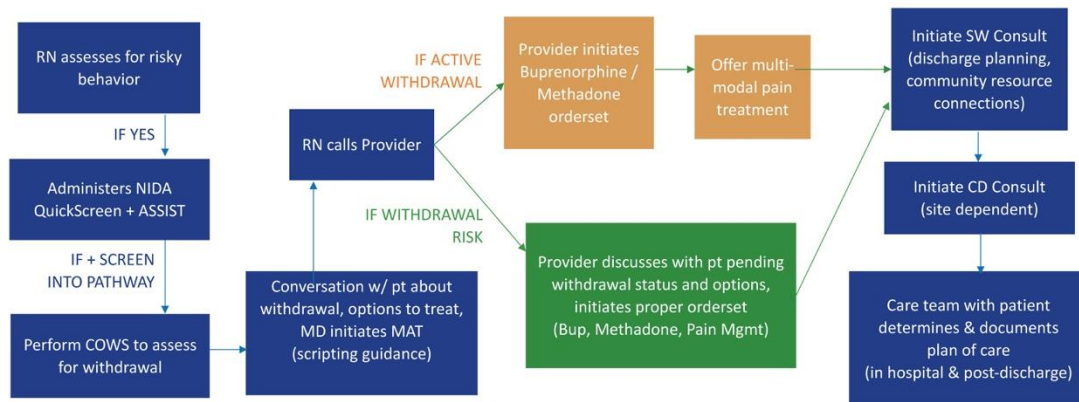 RN assesses for risky
behavior
IF YES
Administers NIDA
QuickScreen + ASSIST
IF + SCREEN
INTO PATHWAY
Perform COWS to assess
for withdrawal
Conversation w/ pt about
withdrawal, options to treat,
MD initiates MAT
(scripting guidance)
RN calls Provider
IF ACTIVE
WITHDRAWAL
Provider initiates
Buprenorphine /
Methadone
orderset
Offer multi-
modal pain
treatment
IF WITHDRAWAL
RISK
Provider discusses with pt pending
withdrawal status and options,
initiates proper orderset
(Bup, Methadone, Pain Mgmt)
Initiate SW Consult
(discharge planning,
community resource
connections)
Initiate CD Consult
(site dependent)
Care team with patient
determines & documents
plan of care
(in hospital & post-discharge)